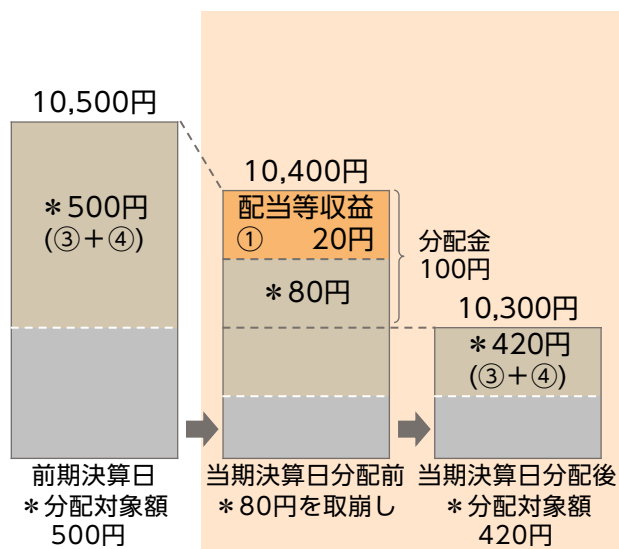 10,500円
＊500円
(③＋④)
前期決算日
＊分配対象額
500円
10,400円
配当等収益
① 20円
＊80円
分配金
100円
当期決算日分配前
＊80円を取崩し
10,300円
＊420円
(③＋④)
当期決算日分配後
＊分配対象額
420円